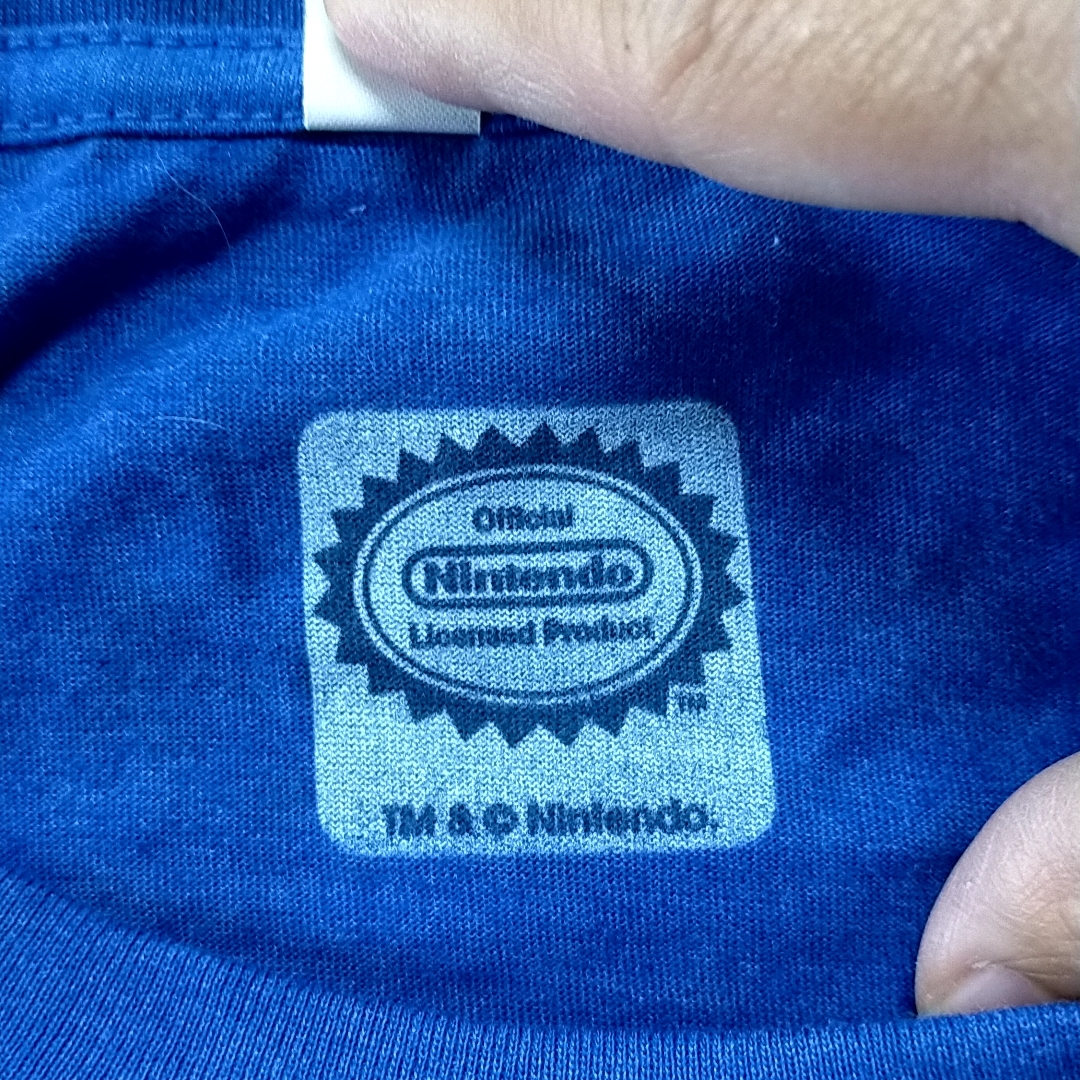 Official
Nintendo
Licensed Product
TM
TM & © Nintendo.